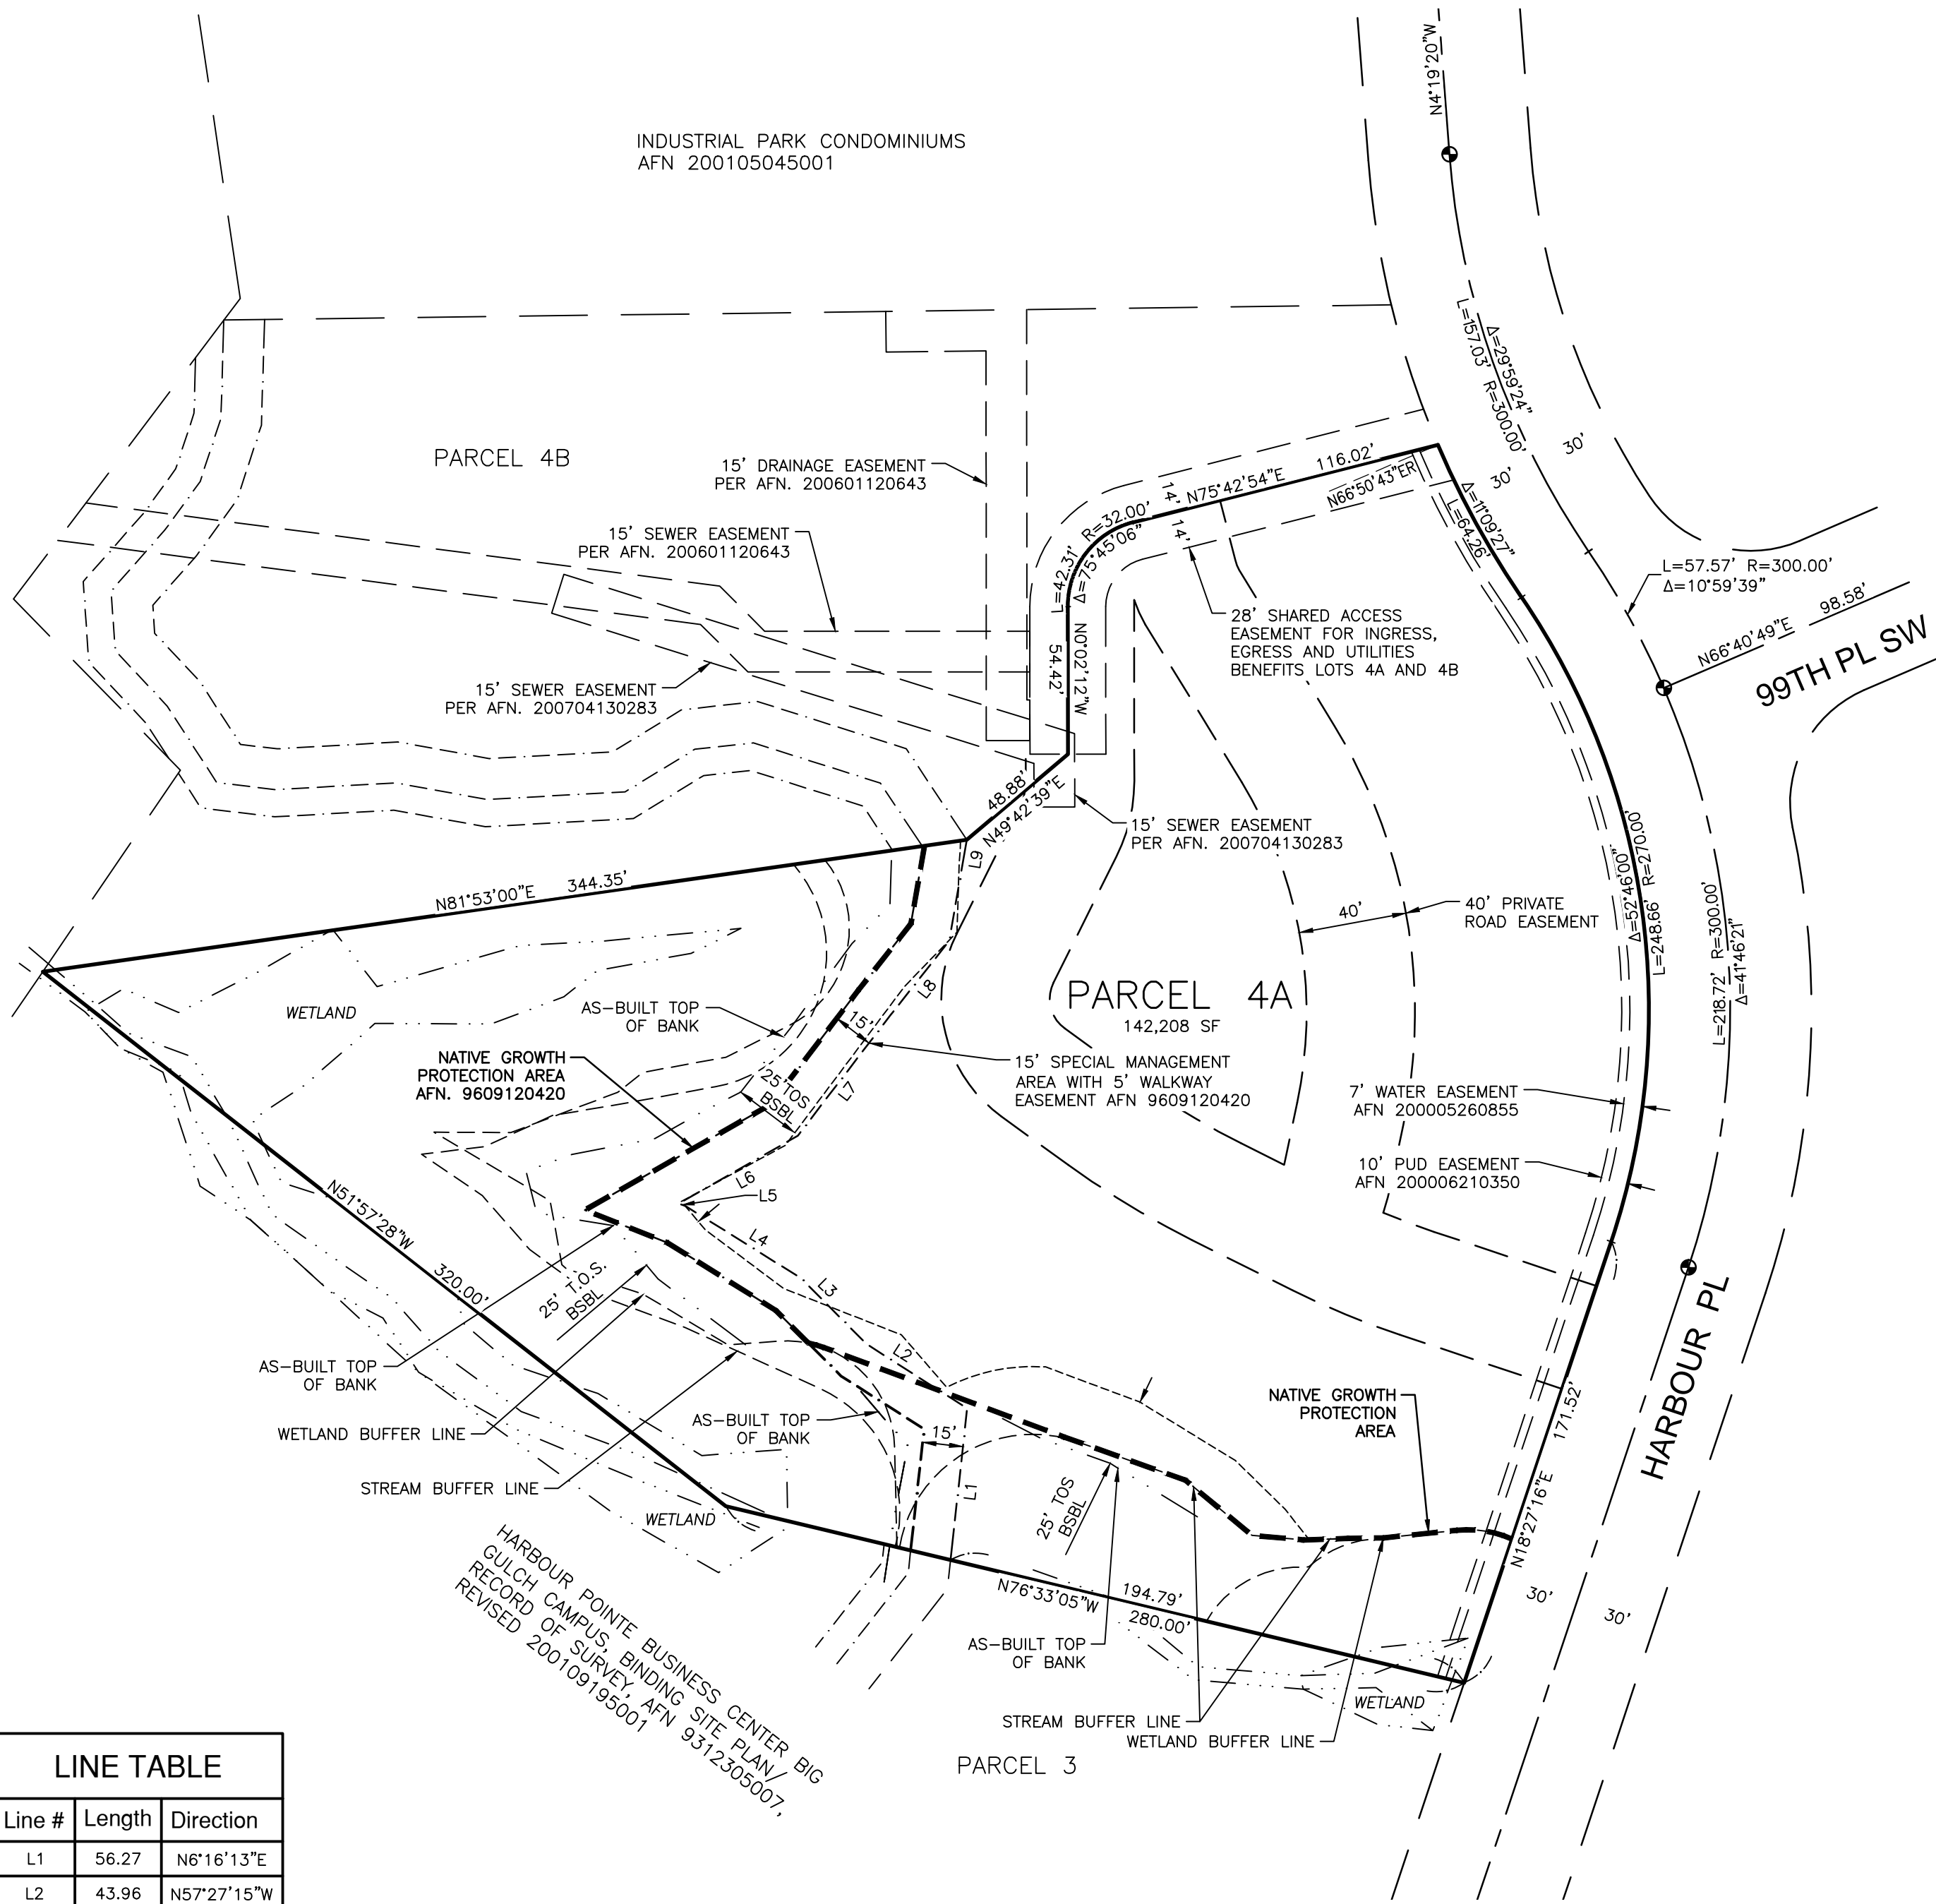 N4°19'20"W
INDUSTRIAL PARK CONDOMINIUMS
AFN 200105045001
Δ=29°59'24"
L=157.03' R=300.00'
30'
30'
PARCEL 4B
15' DRAINAGE EASEMENT
PER AFN. 200601120643
116.02'
N75°42'54"E
N66°50'43"ER
14'
14'
Δ=11°09'27"
L=64.26'
L=42.31' R=32.00'
Δ=75°45'06"
15' SEWER EASEMENT
PER AFN. 200601120643
L=57.57' R=300.00'
Δ=10°59'39"
98.58'
N66°40'49"E
99TH PL SW
28' SHARED ACCESS
EASEMENT FOR INGRESS,
EGRESS AND UTILITIES
BENEFITS LOTS 4A AND 4B
N0°02'12"W
54.42'
15' SEWER EASEMENT
PER AFN. 200704130283
48.88'
N49°42'39"E
15' SEWER EASEMENT
PER AFN. 200704130283
L9
N81°53'00"E 344.35'
Δ=52°46'00"
L=248.66' R=270.00'
L=218.72' R=300.00'
Δ=41°46'21"
40'
40' PRIVATE
ROAD EASEMENT
PARCEL 4A
142,208 SF
WETLAND
AS-BUILT TOP
OF BANK
L8
15'
NATIVE GROWTH
PROTECTION AREA
AFN. 9609120420
15' SPECIAL MANAGEMENT
AREA WITH 5' WALKWAY
EASEMENT AFN 9609120420
25'TOS
BSBL
L7
7' WATER EASEMENT
AFN 200005260855
10' PUD EASEMENT
AFN 200006210350
L6
L5
L4
N51°57'28"W
320.00'
25' T.O.S.
BSBL
L3
L2
AS-BUILT TOP
OF BANK
HARBOUR PL
WETLAND BUFFER LINE
AS-BUILT TOP
OF BANK
15'
NATIVE GROWTH
PROTECTION
AREA
171.52'
N18°27'16"E
STREAM BUFFER LINE
L1
25' TOS
BSBL
WETLAND
30'
30'
N76°33'05"W
194.79'
280.00'
HARBOUR POINTE BUSINESS CENTER BIG
GULCH CAMPUS, BINDING SITE PLAN/
RECORD OF SURVEY, AFN 9312305007,
REVISED 200109195001
AS-BUILT TOP
OF BANK
WETLAND
STREAM BUFFER LINE
WETLAND BUFFER LINE
PARCEL 3
LINE TABLE
Line # Length Direction
L1 56.27 N6°16'13"E
L2 43.96 N57°27'15"W